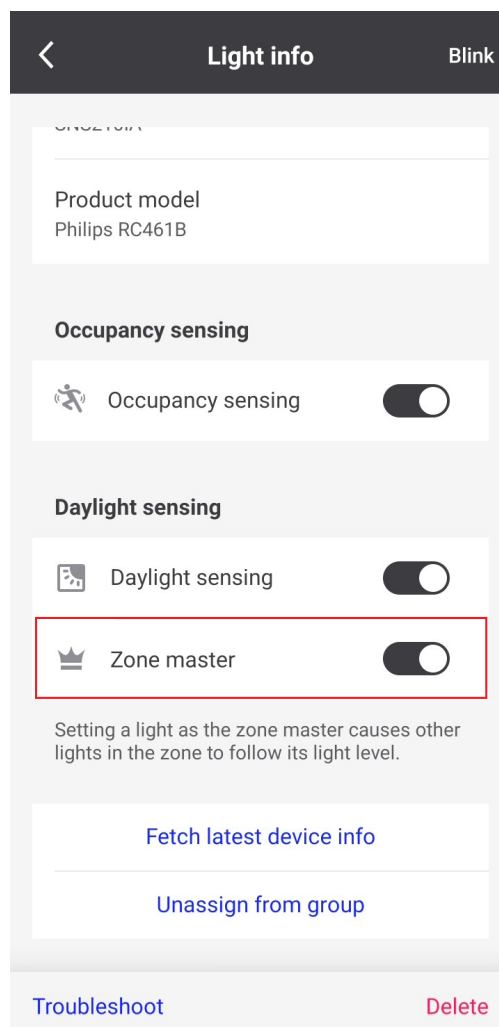 Light info
Blink
Product model
Philips RC461B
Occupancy sensing
Occupancy sensing
Daylight sensing
Daylight sensing
Zone master
Setting a light as the zone master causes other
lights in the zone to follow its light level.
Fetch latest device info
Unassign from group
Troubleshoot
Delete